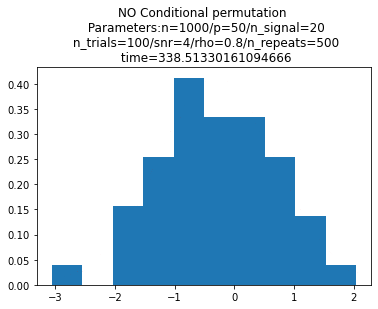 NO Conditional permutation
Parameters:n=1000/p=50/n_signal=20
n_trials=100/snr=4/rho=0.8/n_repeats=500
time=338.51330161094666
0.40
0.35
0.30
0.25
0.20
0.15
0.10
0.05
0.00
−3 −2 −1 0 1 2